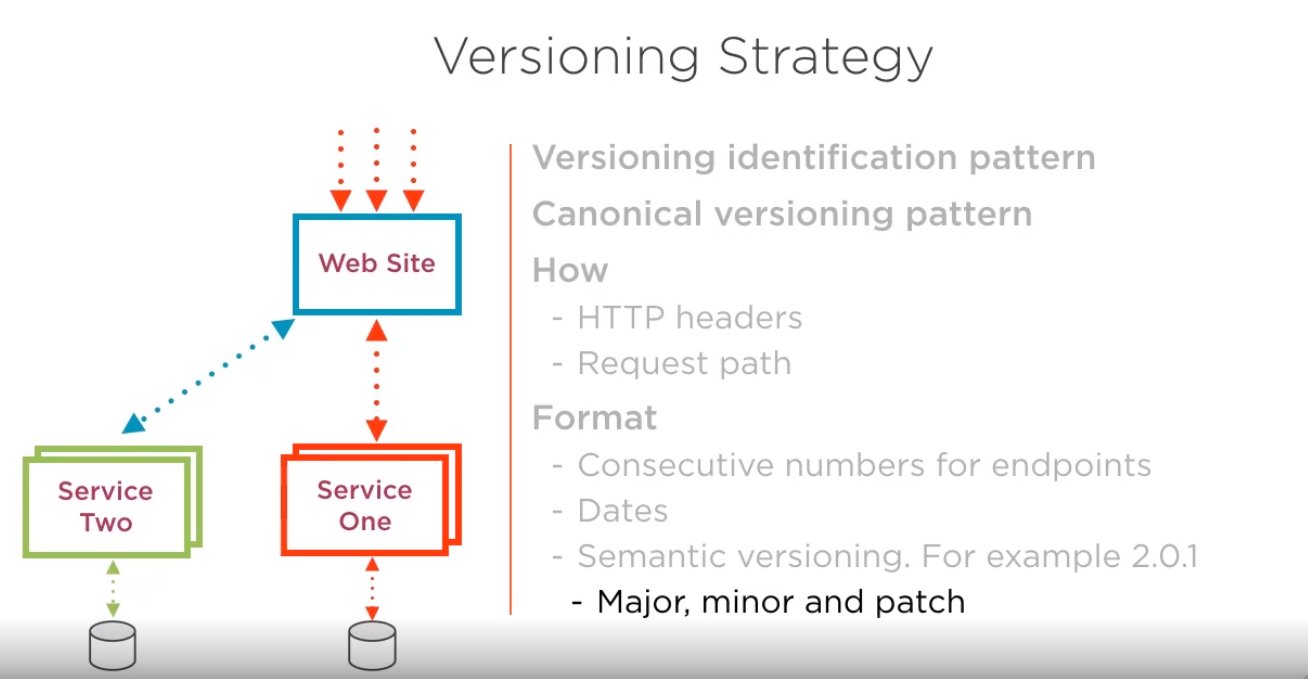 Versioning Strategy
Web Site
Service
Two
Service
One
Versioning identification pattern
Canonical versioning pattern
How
- HTTP headers
- Request path
Format
- Consecutive numbers for endpoints
- Dates
- Semantic versioning. For example 2.0.1
- Major, minor and patch